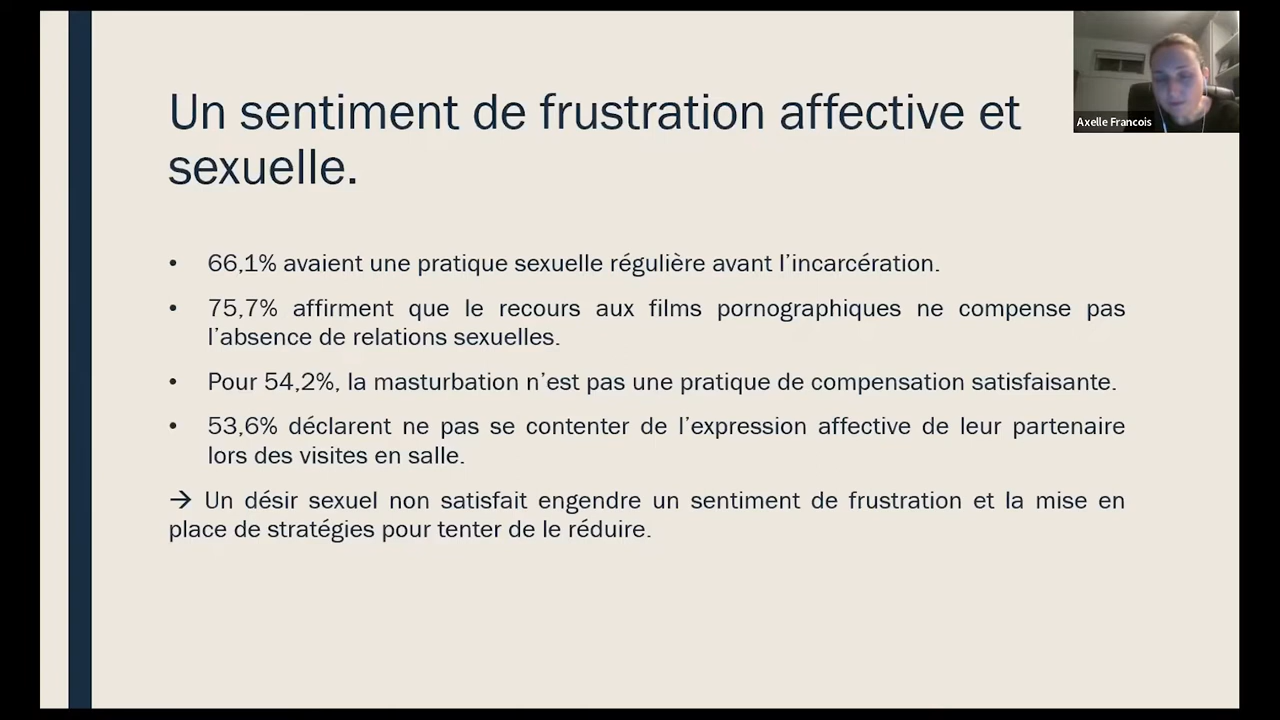 Un sentiment de frustration affective et
sexuelle.
Axelle Francois
• 66,1% avaient une pratique sexuelle régulière avant l’incarcération.
• 75,7% affirment que le recours aux films pornographiques ne compense pas
l’absence de relations sexuelles.
• Pour 54,2%, la masturbation n’est pas une pratique de compensation satisfaisante.
• 53,6% déclarent ne pas se contenter de l’expression affective de leur partenaire
lors des visites en salle.
→ Un désir sexuel non satisfait engendre un sentiment de frustration et la mise en
place de stratégies pour tenter de le réduire.